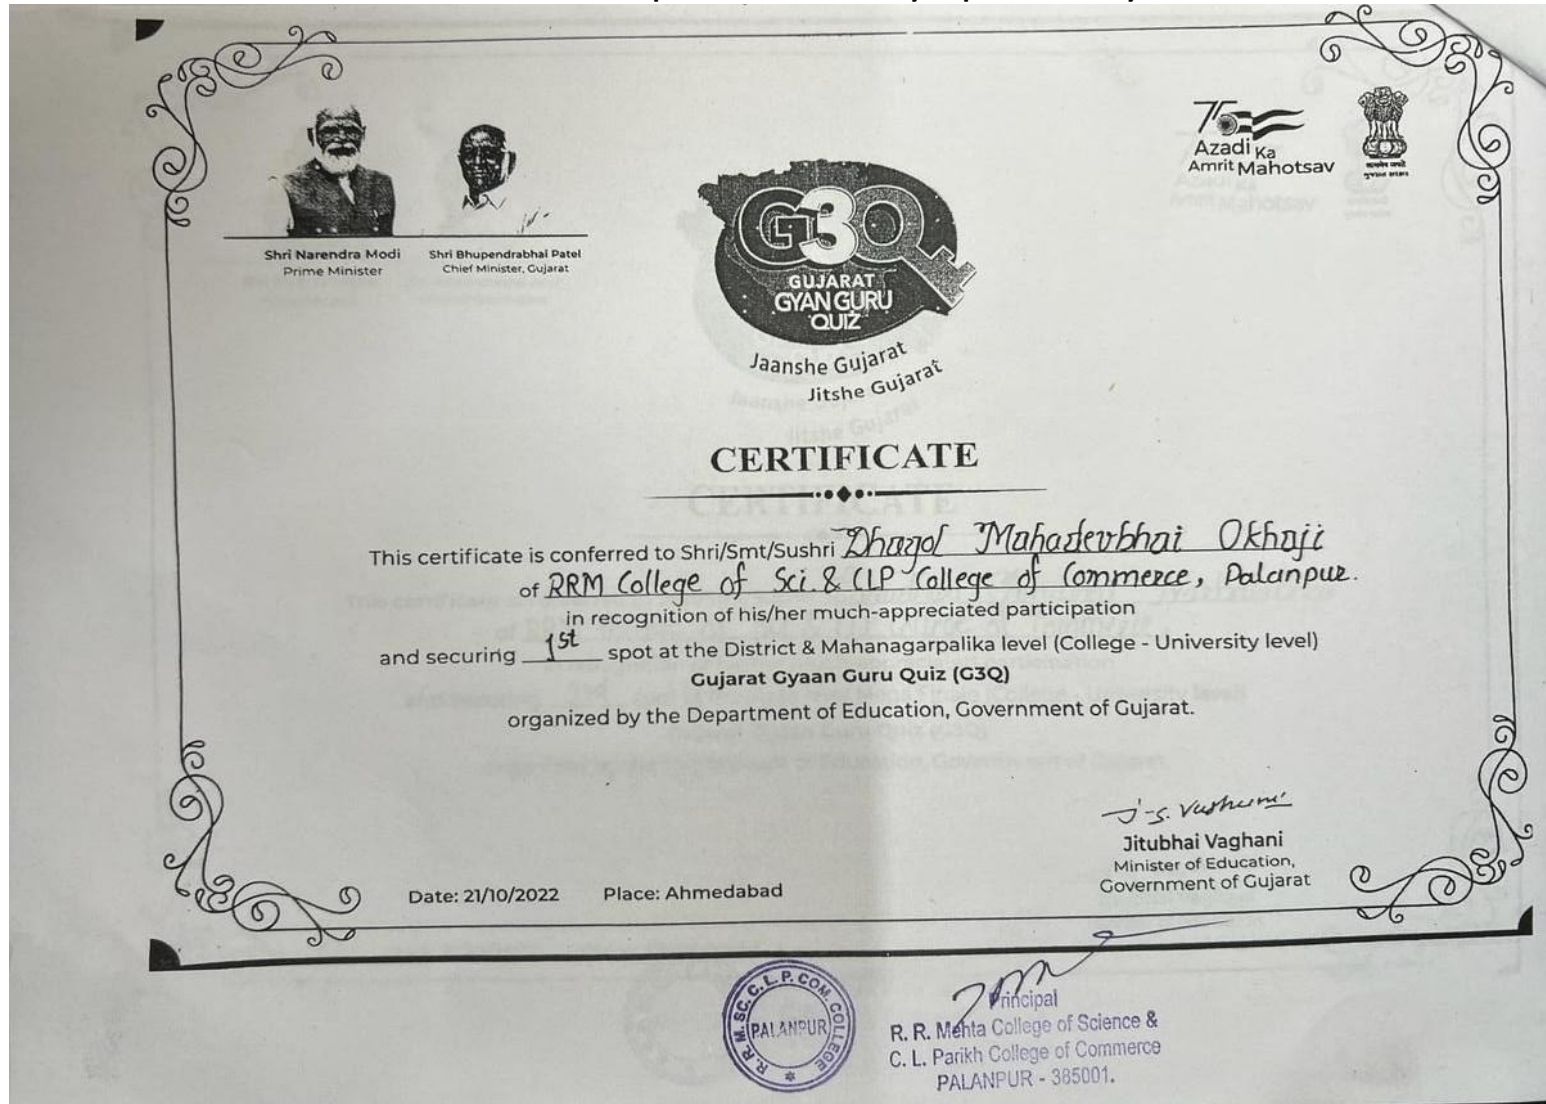 Shri Narendra Modi
Prime Minister
Shri Bhupendrabhai Patel
Chief Minister, Gujarat
G3Q
GUJARAT
GYAN GURU
QUIZ
Jaanshe Gujarat
Jitshe Gujarat
75
Azadi Ka
Amrit Mahotsav
CERTIFICATE
This certificate is conferred to Shri/Smt/Sushri Dhagol Mahadevbhai Okhaji
of RRM College of Sci. & CLP College of Commerce, Palanpur.
in recognition of his/her much-appreciated participation
and securing 1st spot at the District & Mahanagarpalika level (College - University level)
Gujarat Gyaan Guru Quiz (G3Q)
organized by the Department of Education, Government of Gujarat.
Jitubhai Vaghani
Minister of Education,
Government of Gujarat
Date: 21/10/2022 Place: Ahmedabad
R. R. M. SC. C. L. P. COM. COLLEGE
PALANPUR
Principal
R. R. Mehta College of Science &
C. L. Parikh College of Commerce
PALANPUR - 385001.